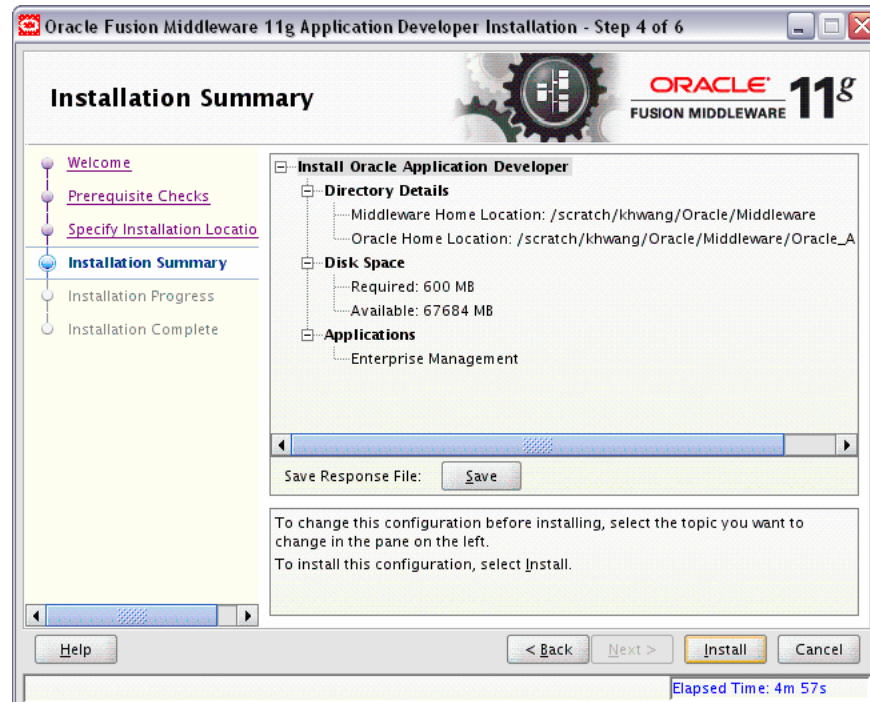 Oracle Fusion Middleware 11g Application Developer Installation - Step 4 of 6
Installation Summary
ORACLE
FUSION MIDDLEWARE
11g
Welcome
Prerequisite Checks
Specify Installation Locatio
Installation Summary
Installation Progress
Installation Complete
Install Oracle Application Developer
Directory Details
Middleware Home Location: /scratch/khwang/Oracle/Middleware
Oracle Home Location: /scratch/khwang/Oracle/Middleware/Oracle_A
Disk Space
Required: 600 MB
Available: 67684 MB
Applications
Enterprise Management
Save Response File:
Save
To change this configuration before installing, select the topic you want to
change in the pane on the left.
To install this configuration, select Install.
Help
< Back
Next >
Install
Cancel
Elapsed Time: 4m 57s